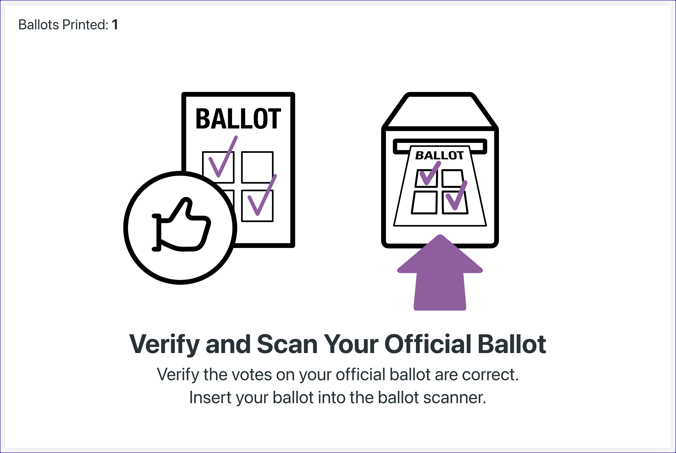 Ballots Printed: 1
BALLOT
BALLOT
Verify and Scan Your Official Ballot
Verify the votes on your official ballot are correct.
Insert your ballot into the ballot scanner.